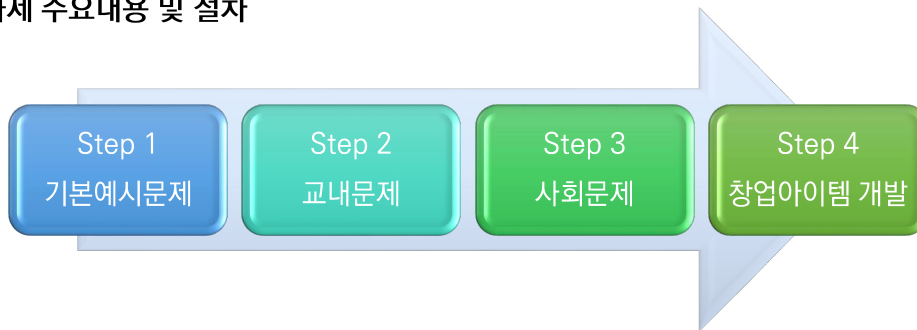 수요내용 및 절차
Step 1
기본예시문제
Step 2
교내문제
Step 3
사회문제
Step 4
창업아이템 개발